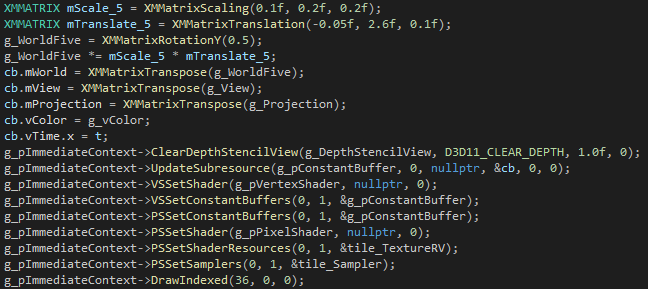 XMMATRIX mScale_5 = XMMatrixScaling(0.1f, 0.2f, 0.2f);
XMMATRIX mTranslate_5 = XMMatrixTranslation(-0.05f, 2.6f, 0.1f);
g_WorldFive = XMMatrixRotationY(0.5);
g_WorldFive *= mScale_5 * mTranslate_5;
cb.mWorld = XMMatrixTranspose(g_WorldFive);
cb.mView = XMMatrixTranspose(g_View);
cb.mProjection = XMMatrixTranspose(g_Projection);
cb.vColor = g_vColor;
cb.vTime.x = t;
g_pImmediateContext->ClearDepthStencilView(g_DepthStencilView, D3D11_CLEAR_DEPTH, 1.0f, 0);
g_pImmediateContext->UpdateSubresource(g_pConstantBuffer, 0, nullptr, &cb, 0, 0);
g_pImmediateContext->VSSetShader(g_pVertexShader, nullptr, 0);
g_pImmediateContext->VSSetConstantBuffers(0, 1, &g_pConstantBuffer);
g_pImmediateContext->PSSetConstantBuffers(0, 1, &g_pConstantBuffer);
g_pImmediateContext->PSSetShader(g_pPixelShader, nullptr, 0);
g_pImmediateContext->PSSetShaderResources(0, 1, &tile_TextureRV);
g_pImmediateContext->PSSetSamplers(0, 1, &tile_Sampler);
g_pImmediateContext->DrawIndexed(36, 0, 0);